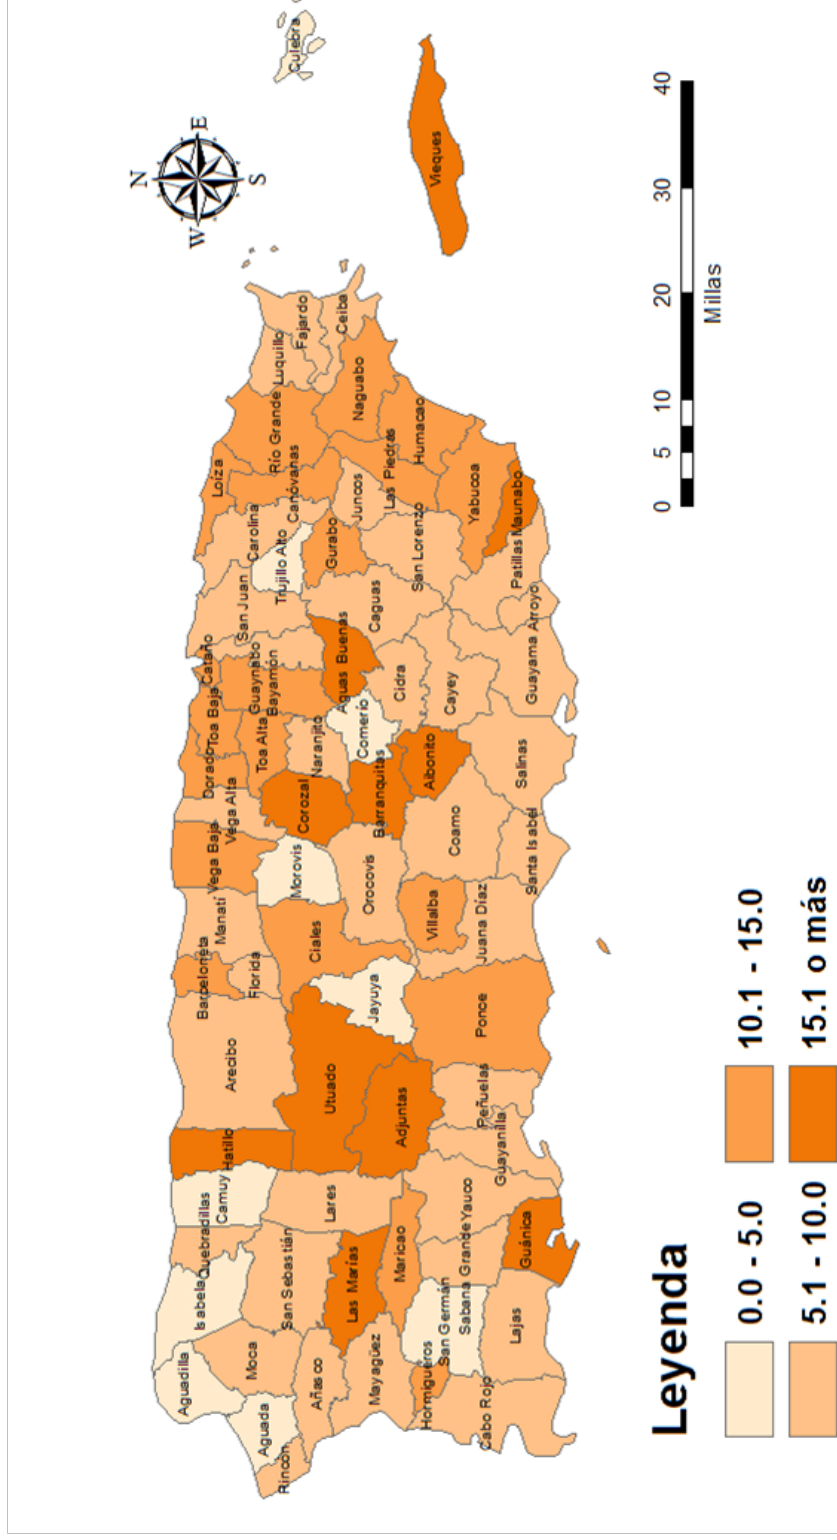 N
W
E
S
Culebra
Vieques
Aguadilla
Isabela
Quebradillas
Camuy
Hatillo
Arecibo
Barceloneta
Manatí
Vega Baja
Vega Alta
Dorado
Toa Baja
Cataño
San Juan
Carolina
Loíza
Aguada
Moca
San Sebastián
Florida
Toa Alta
Bayamón
Guaynabo
Trujillo Alto
Canóvanas
Río Grande
Luquillo
Fajardo
Rincón
Añasco
Lares
Utuado
Ciales
Morovis
Corozal
Naranjito
Aguas Buenas
Gurabo
Juncos
Naguabo
Ceiba
Mayagüez
Las Marías
Maricao
Adjuntas
Jayuya
Orocovis
Barranquitas
Comerío
Caguas
Las Piedras
Humacao
Hormigueros
San Germán
Sabana Grande
Yauco
Villalba
Coamo
Aibonito
Cidra
Cayey
San Lorenzo
Yabucoa
Cabo Rojo
Lajas
Guánica
Guayanilla
Peñuelas
Ponce
Juana Díaz
Santa Isabel
Salinas
Guayama
Arroyo
Patillas
Maunabo
0 5 10 20 30 40
Millas
Leyenda
0.0 - 5.0
10.1 - 15.0
5.1 - 10.0
15.1 o más